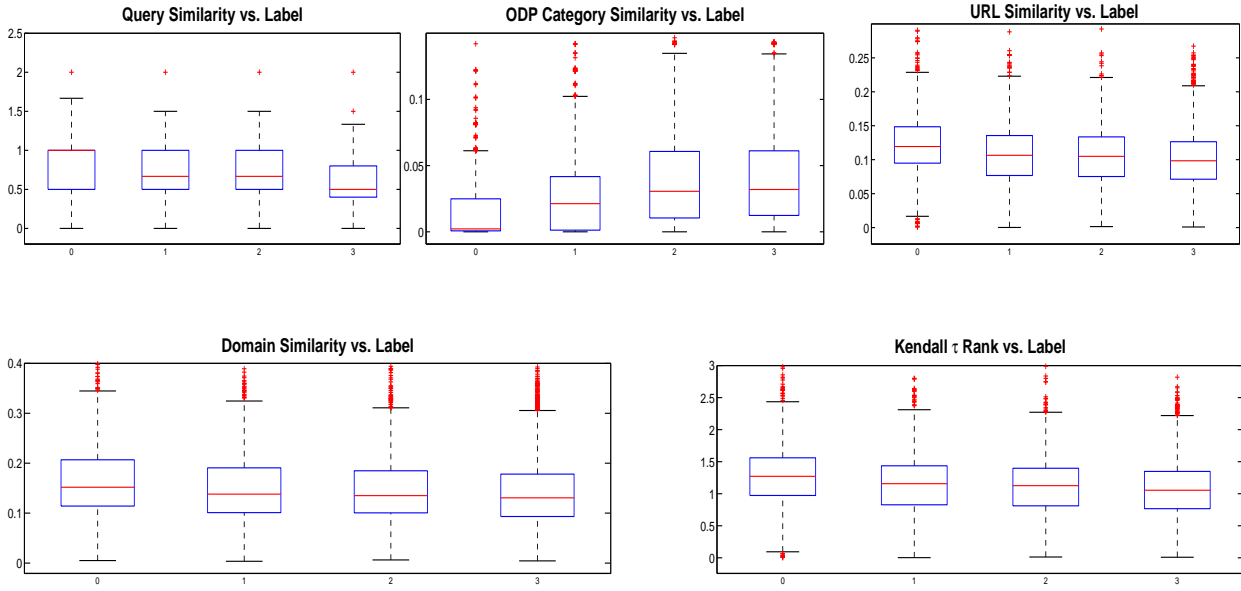 Query Similarity vs. Label
2.5
2
1.5
1
0.5
0
0 1 2 3
ODP Category Similarity vs. Label
0.1
0.05
0
0 1 2 3
URL Similarity vs. Label
0.25
0.2
0.15
0.1
0.05
0
0 1 2 3
Domain Similarity vs. Label
0.4
0.3
0.2
0.1
0
0 1 2 3
Kendall τ Rank vs. Label
3
2.5
2
1.5
1
0.5
0
0 1 2 3